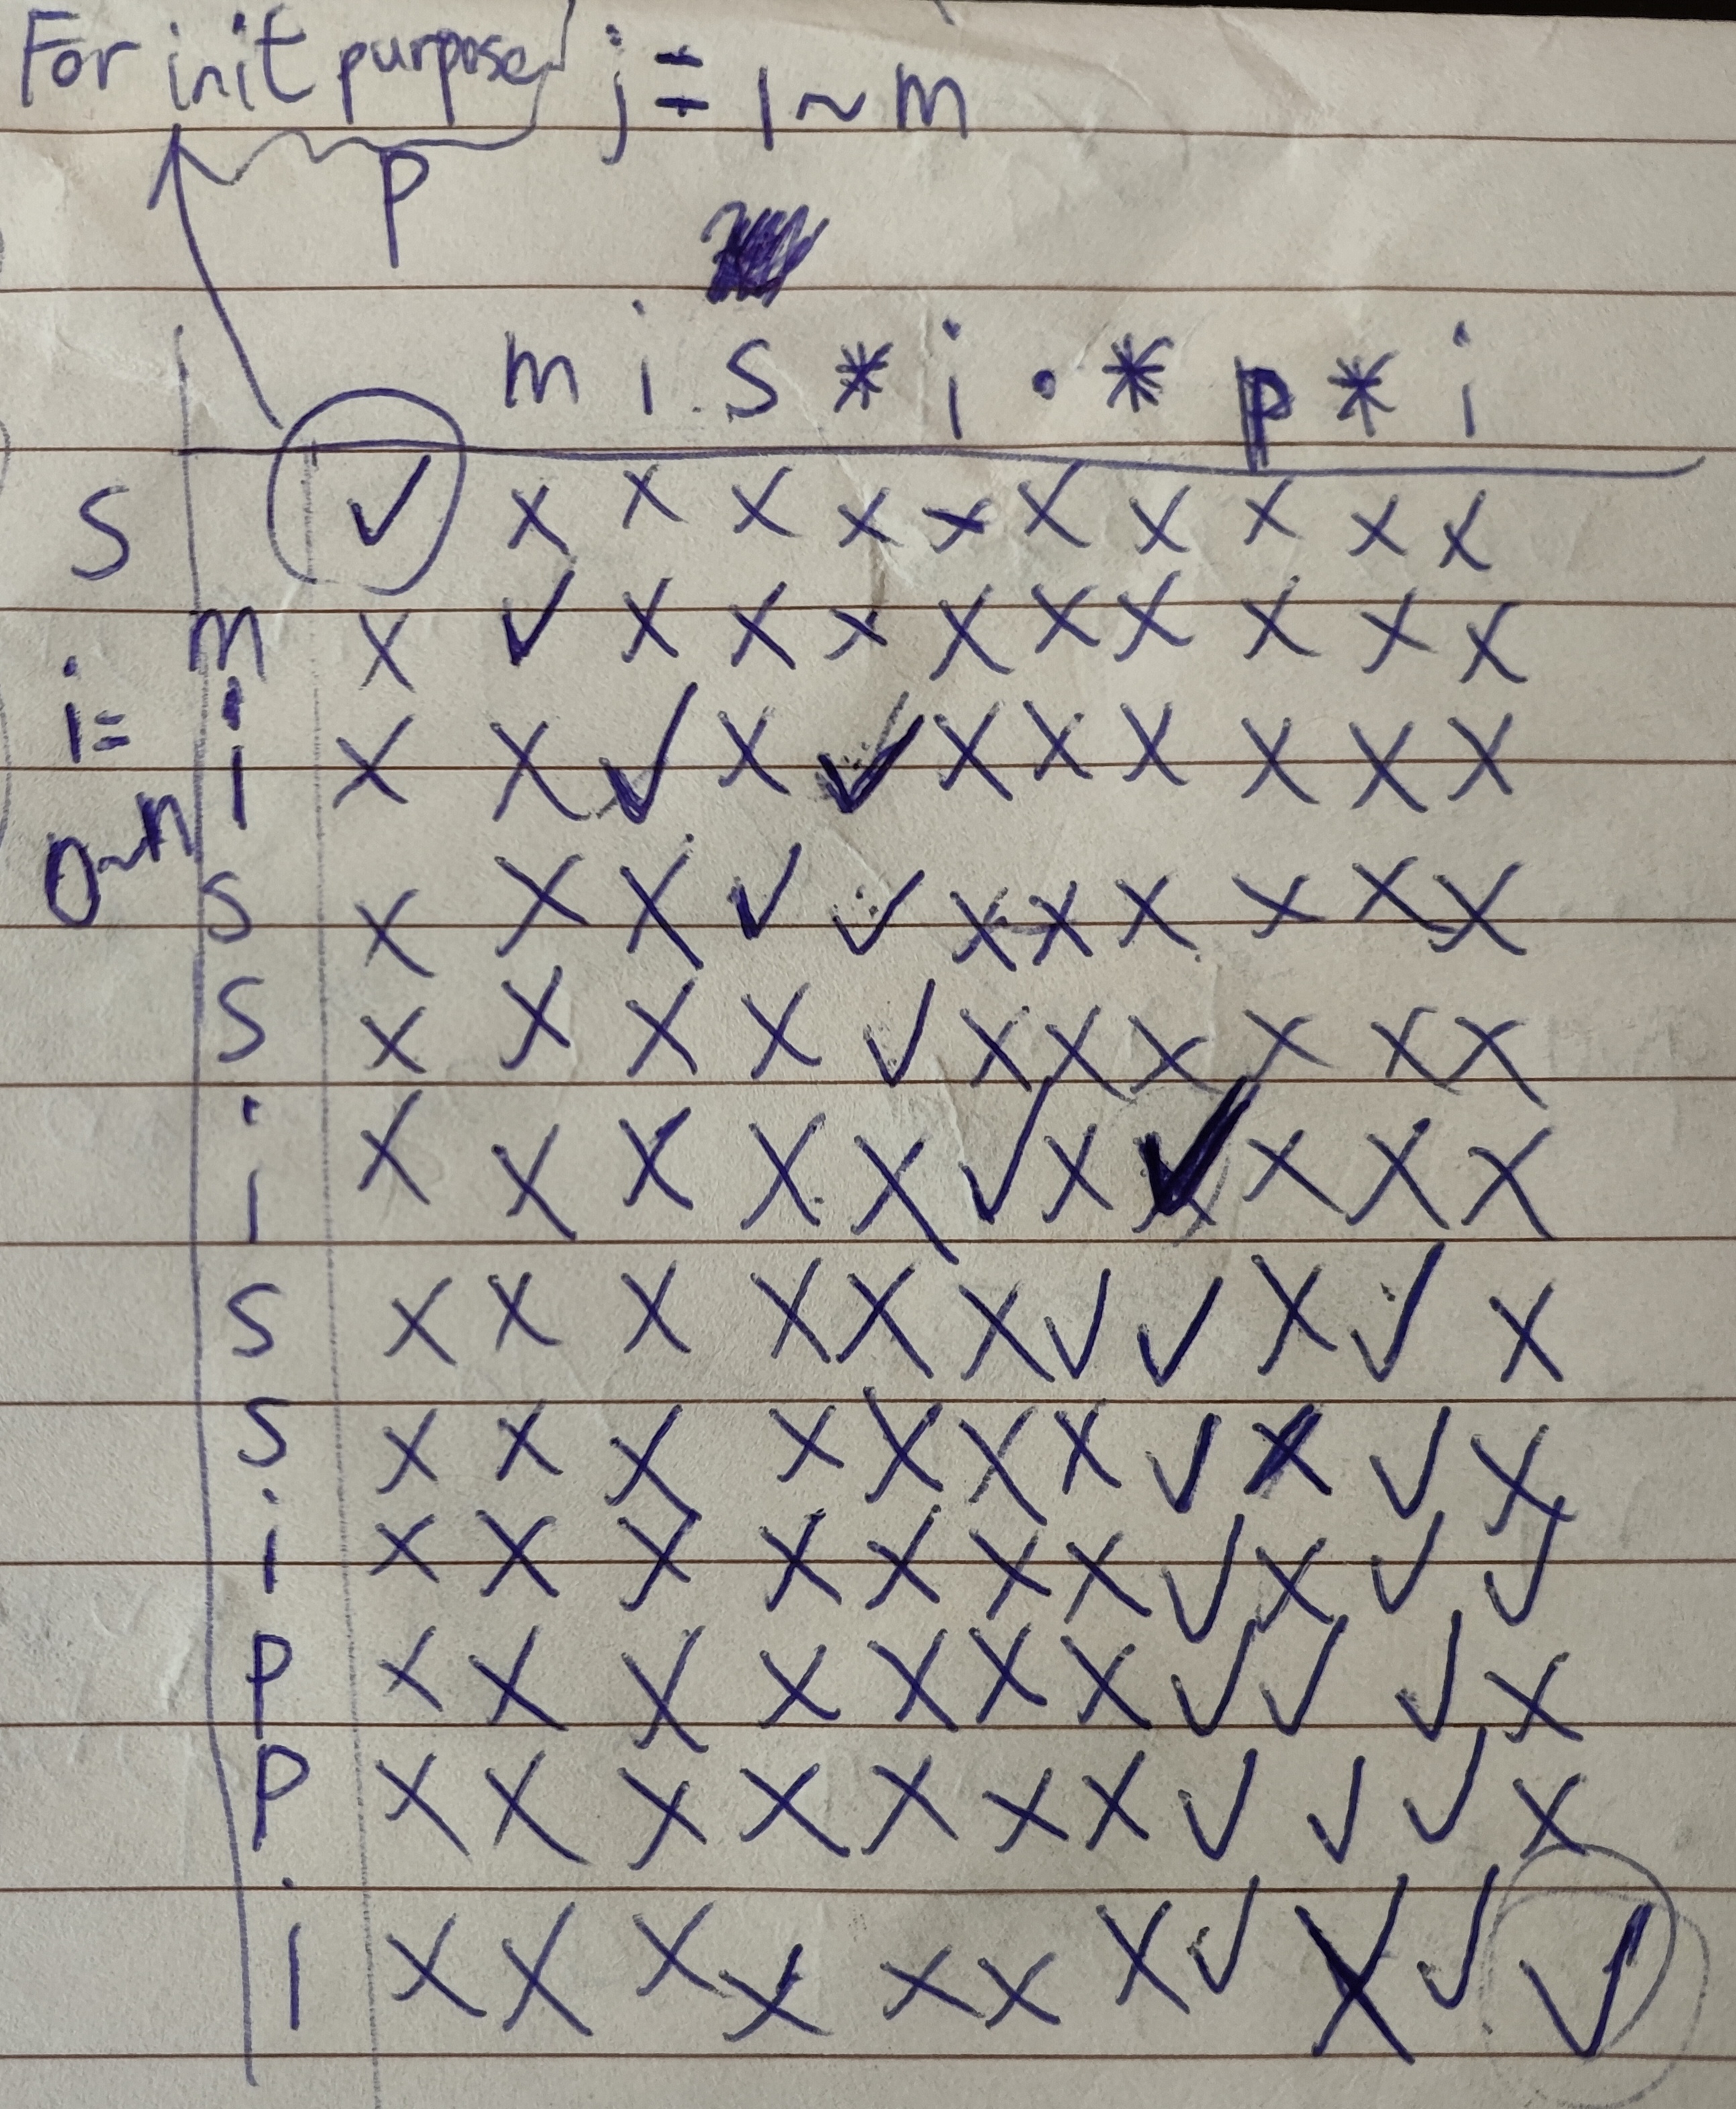 For init purpose j = 1 ~ m
p
m i s * i . * p * i
s ✓ x x x x x x x x x x
m x ✓ x x x x x x x x x
i= i x x ✓ x ✓ x x x x x x
0~n s x x x ✓ ✓ x x x x x x
s x x x x ✓ x x x x x x
i x x x x x ✓ x ✓ x x x
s x x x x x x ✓ ✓ x ✓ x
s x x x x x x x ✓ x ✓ x
i x x x x x x x ✓ x ✓ ✓
p x x x x x x x ✓ ✓ ✓ x
p x x x x x x x ✓ ✓ ✓ x
i x x x x x x x ✓ x ✓ ✓